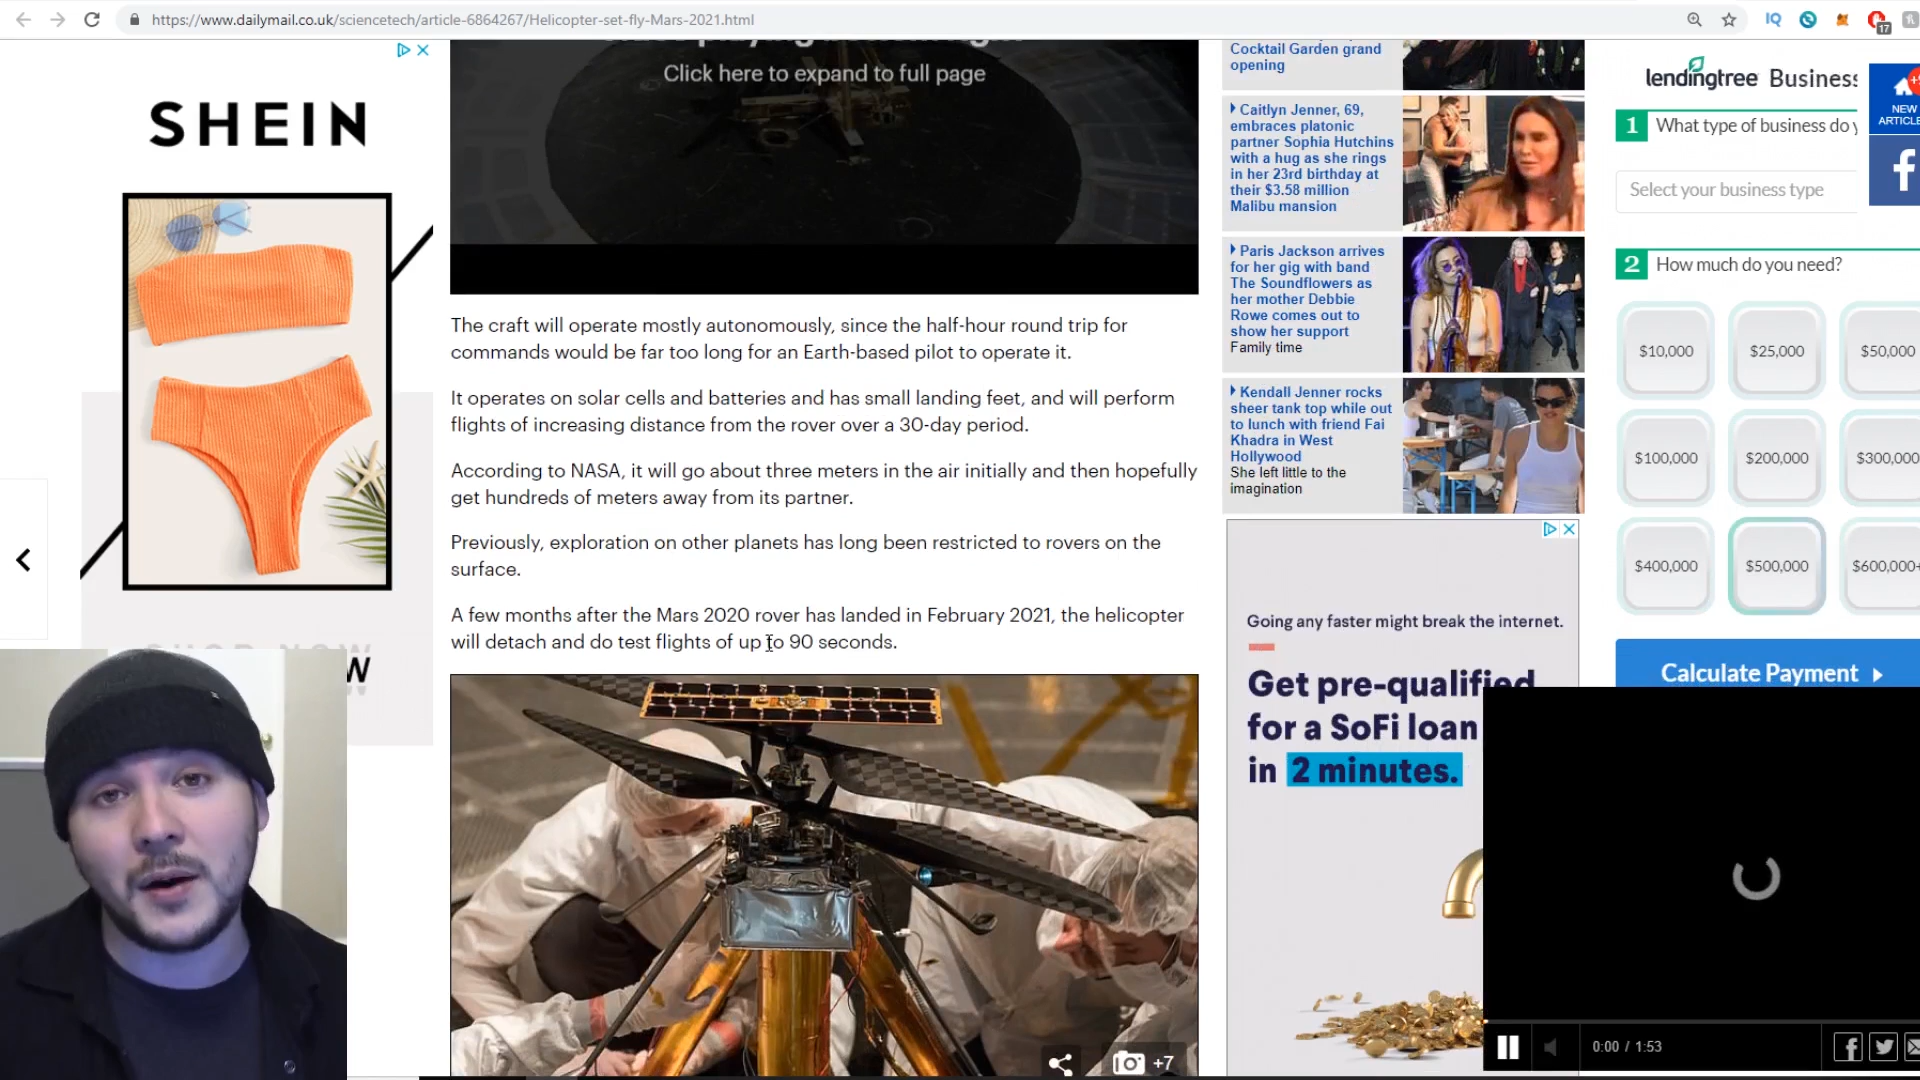 https://www.dailymail.co.uk/sciencetech/article-6864267/Helicopter-set-fly-Mars-2021.html
IQ
17
SHEIN
Click here to expand to full page
The craft will operate mostly autonomously, since the half-hour round trip for
commands would be far too long for an Earth-based pilot to operate it.
It operates on solar cells and batteries and has small landing feet, and will perform
flights of increasing distance from the rover over a 30-day period.
According to NASA, it will go about three meters in the air initially and then hopefully
get hundreds of meters away from its partner.
Previously, exploration on other planets has long been restricted to rovers on the
surface.
A few months after the Mars 2020 rover has landed in February 2021, the helicopter
will detach and do test flights of up to 90 seconds.
+7
Cocktail Garden grand
opening
Caitlyn Jenner, 69,
embraces platonic
partner Sophia Hutchins
with a hug as she rings
in her 23rd birthday at
their $3.58 million
Malibu mansion
Paris Jackson arrives
for her gig with band
The Soundflowers as
her mother Debbie
Rowe comes out to
show her support
Family time
Kendall Jenner rocks
sheer tank top while out
to lunch with friend Fai
Khadra in West
Hollywood
She left little to the
imagination
Going any faster might break the internet.
Get pre-qualified
for a SoFi loan
in 2 minutes.
lendingtree Business
1 What type of business do y
Select your business type
2 How much do you need?
$10,000 $25,000 $50,000
$100,000 $200,000 $300,000
$400,000 $500,000 $600,000+
Calculate Payment
NEW
ARTICLE
0:00 / 1:53